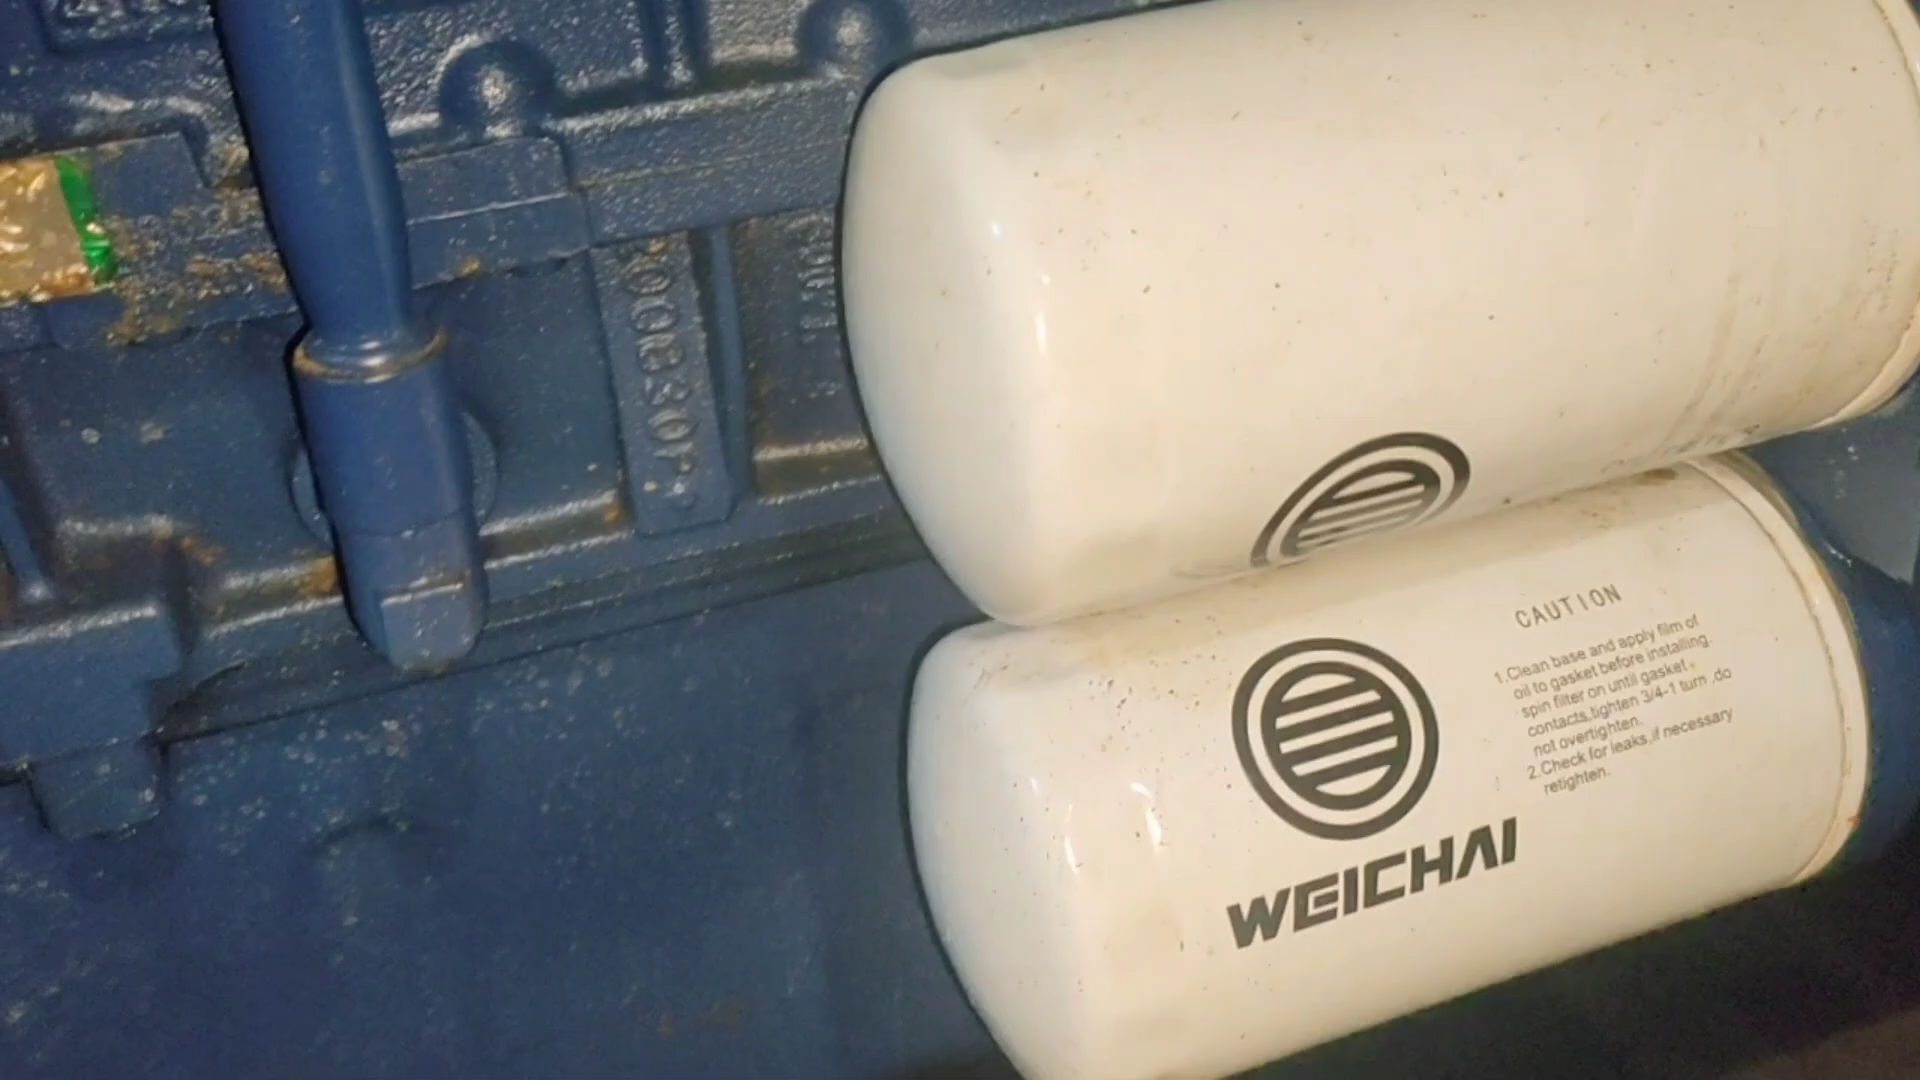 CAUTION
1.Clean base and apply film of
oil to gasket before installing.
spin filter on until gasket
contacts,tighten 3/4-1 turn ,do
not overtighten.
2.Check for leaks,if necessary
retighten.
WEICHAI